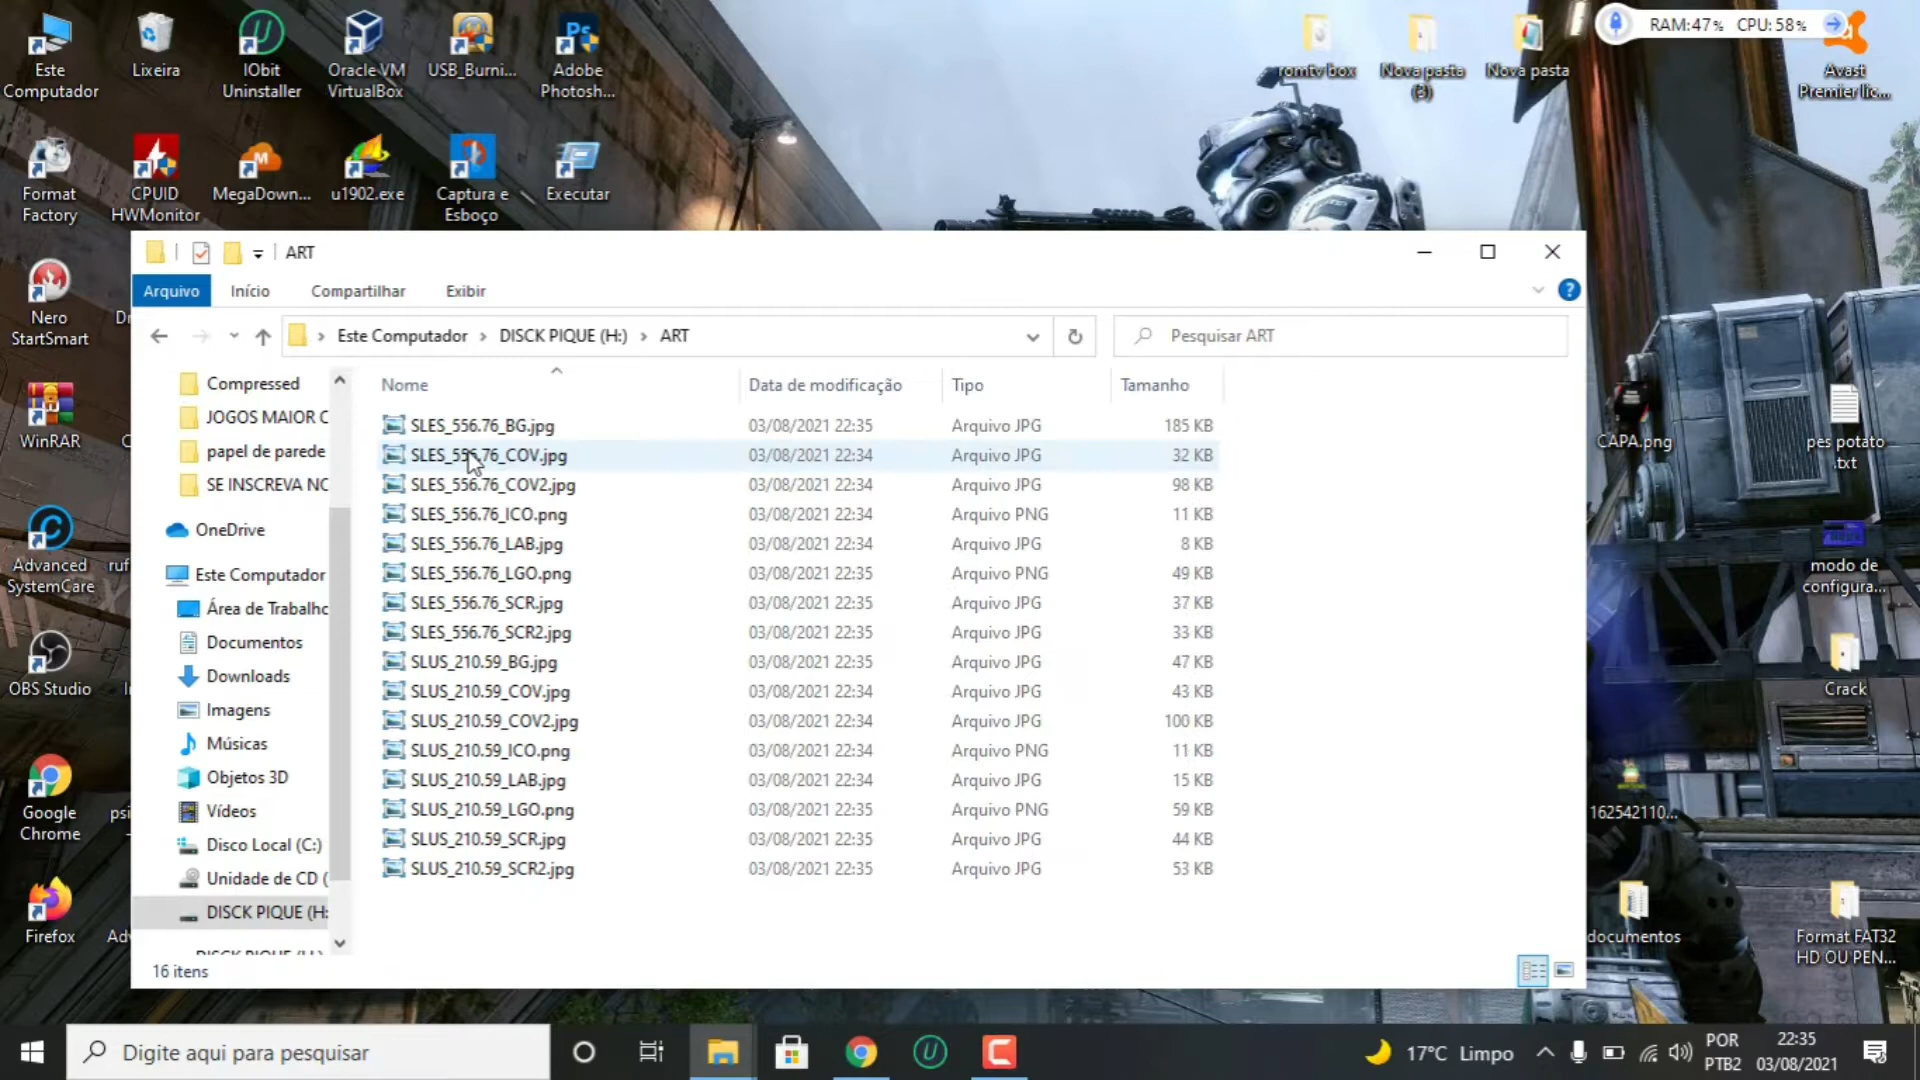 Este
Computador
Lixeira
IObit
Uninstaller
Oracle VM
VirtualBox
USB_Burni...
Adobe
Photosh...
romtv box
Nova pasta
(3)
Nova pasta
RAM:47%
CPU:58%
Avast
Premier lic...
Format
Factory
CPUID
HWMonitor
MegaDown...
u1902.exe
Captura e
Esboço
Executar
Nero
StartSmart
WinRAR
Advanced
SystemCare
ruf
OBS Studio
Google
Chrome
psi
Firefox
Adv
ART
Arquivo
Início
Compartilhar
Exibir
Este Computador › DISCK PIQUE (H:) › ART
Pesquisar ART
Compressed
JOGOS MAIOR C
papel de parede
SE INSCREVA NC
OneDrive
Este Computador
Área de Trabalho
Documentos
Downloads
Imagens
Músicas
Objetos 3D
Vídeos
Disco Local (C:)
Unidade de CD (
DISCK PIQUE (H:
Nome Data de modificação Tipo Tamanho
SLES_556.76_BG.jpg 03/08/2021 22:35 Arquivo JPG 185 KB
SLES_556.76_COV.jpg 03/08/2021 22:34 Arquivo JPG 32 KB
SLES_556.76_COV2.jpg 03/08/2021 22:34 Arquivo JPG 98 KB
SLES_556.76_ICO.png 03/08/2021 22:34 Arquivo PNG 11 KB
SLES_556.76_LAB.jpg 03/08/2021 22:34 Arquivo JPG 8 KB
SLES_556.76_LGO.png 03/08/2021 22:35 Arquivo PNG 49 KB
SLES_556.76_SCR.jpg 03/08/2021 22:35 Arquivo JPG 37 KB
SLES_556.76_SCR2.jpg 03/08/2021 22:35 Arquivo JPG 33 KB
SLUS_210.59_BG.jpg 03/08/2021 22:35 Arquivo JPG 47 KB
SLUS_210.59_COV.jpg 03/08/2021 22:34 Arquivo JPG 43 KB
SLUS_210.59_COV2.jpg 03/08/2021 22:34 Arquivo JPG 100 KB
SLUS_210.59_ICO.png 03/08/2021 22:34 Arquivo PNG 11 KB
SLUS_210.59_LAB.jpg 03/08/2021 22:34 Arquivo JPG 15 KB
SLUS_210.59_LGO.png 03/08/2021 22:35 Arquivo PNG 59 KB
SLUS_210.59_SCR.jpg 03/08/2021 22:35 Arquivo JPG 44 KB
SLUS_210.59_SCR2.jpg 03/08/2021 22:35 Arquivo JPG 53 KB
16 itens
CAPA.png
pes potato
.txt
modo de
configura...
Crack
162542110...
documentos
Format FAT32
HD OU PEN...
Digite aqui para pesquisar
17°C Limpo
POR
PTB2
22:35
03/08/2021